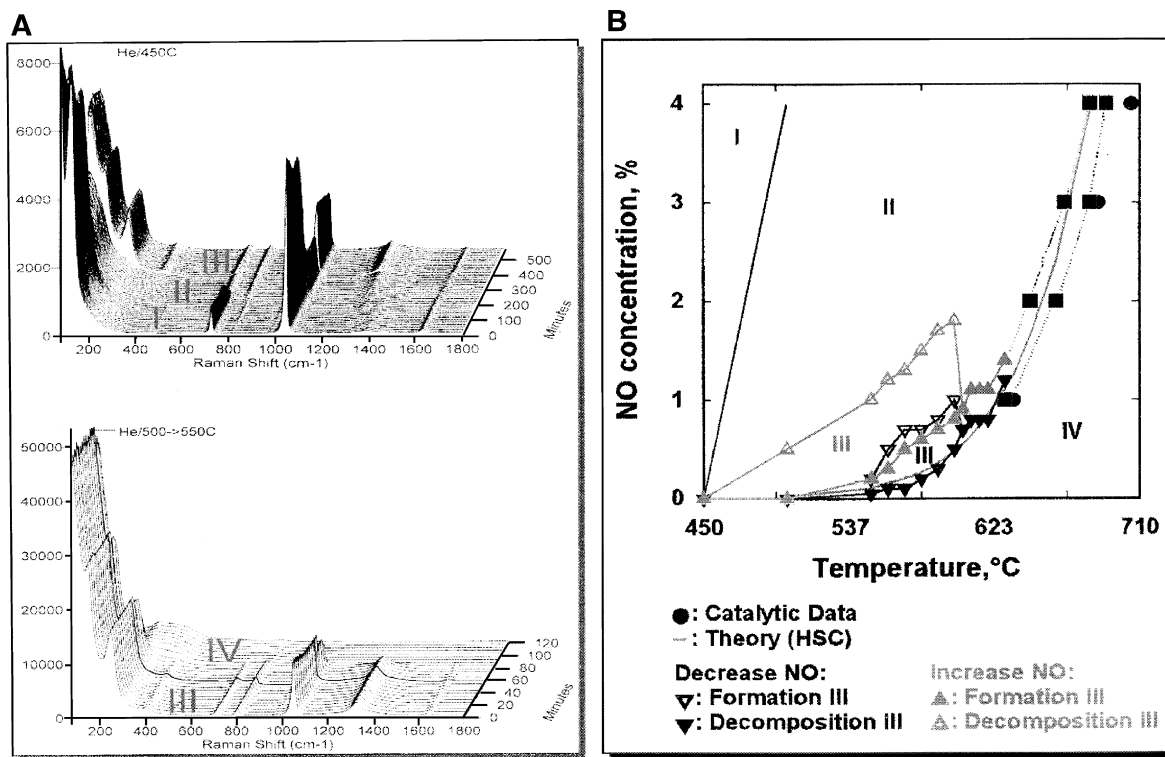 A
He/450C
8000
6000
4000
2000
0
I
II
III
500
400
300
200
100
0
Minutes
200 400 600 800 1000 1200 1400 1600 1800
Raman Shift (cm-1)
He/500->550C
50000
40000
30000
20000
10000
0
III
IV
120
100
80
60
40
20
0
Minutes
200 400 600 800 1000 1200 1400 1600 1800
Raman Shift (cm-1)
B
NO concentration, %
4
3
2
1
0
I
II
III
III
IV
450 537 623 710
Temperature,°C
: Catalytic Data
: Theory (HSC)
Decrease NO: Increase NO:
: Formation III : Formation III
: Decomposition III : Decomposition III